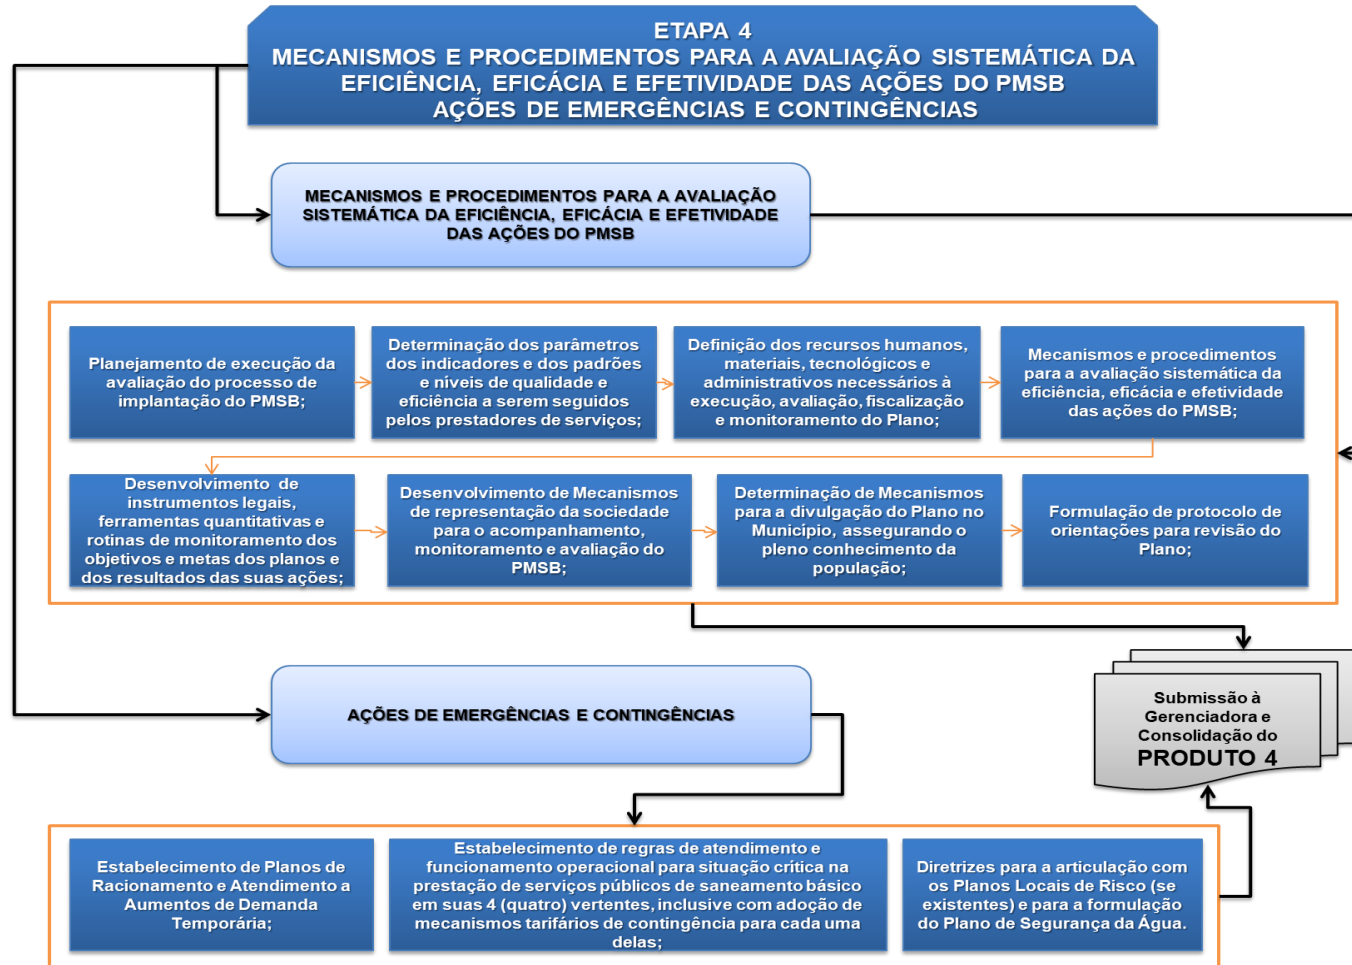 ETAPA 4
MECANISMOS E PROCEDIMENTOS PARA A AVALIAÇÃO SISTEMÁTICA DA
EFICIÊNCIA, EFICÁCIA E EFETIVIDADE DAS AÇÕES DO PMSB
AÇÕES DE EMERGÊNCIAS E CONTINGÊNCIAS
MECANISMOS E PROCEDIMENTOS PARA A AVALIAÇÃO
SISTEMÁTICA DA EFICIÊNCIA, EFICÁCIA E EFETIVIDADE
DAS AÇÕES DO PMSB
Planejamento de execução da
avaliação do processo de
implantação do PMSB;
Determinação dos parâmetros
dos indicadores e dos padrões
e níveis de qualidade e
eficiência a serem seguidos
pelos prestadores de serviços;
Definição dos recursos humanos,
materiais, tecnológicos e
administrativos necessários à
execução, avaliação, fiscalização
e monitoramento do Plano;
Mecanismos e procedimentos
para a avaliação sistemática da
eficiência, eficácia e efetividade
das ações do PMSB;
Desenvolvimento de
instrumentos legais,
ferramentas quantitativas e
rotinas de monitoramento dos
objetivos e metas dos planos e
dos resultados das suas ações;
Desenvolvimento de Mecanismos
de representação da sociedade
para o acompanhamento,
monitoramento e avaliação do
PMSB;
Determinação de Mecanismos
para a divulgação do Plano no
Município, assegurando o
pleno conhecimento da
população;
Formulação de protocolo de
orientações para revisão do
Plano;
AÇÕES DE EMERGÊNCIAS E CONTINGÊNCIAS
Submissão à
Gerenciadora e
Consolidação do
PRODUTO 4
Estabelecimento de Planos de
Racionamento e Atendimento a
Aumentos de Demanda
Temporária;
Estabelecimento de regras de atendimento e
funcionamento operacional para situação crítica na
prestação de serviços públicos de saneamento básico
em suas 4 (quatro) vertentes, inclusive com adoção de
mecanismos tarifários de contingência para cada uma
delas;
Diretrizes para a articulação com
os Planos Locais de Risco (se
existentes) e para a formulação
do Plano de Segurança da Água.